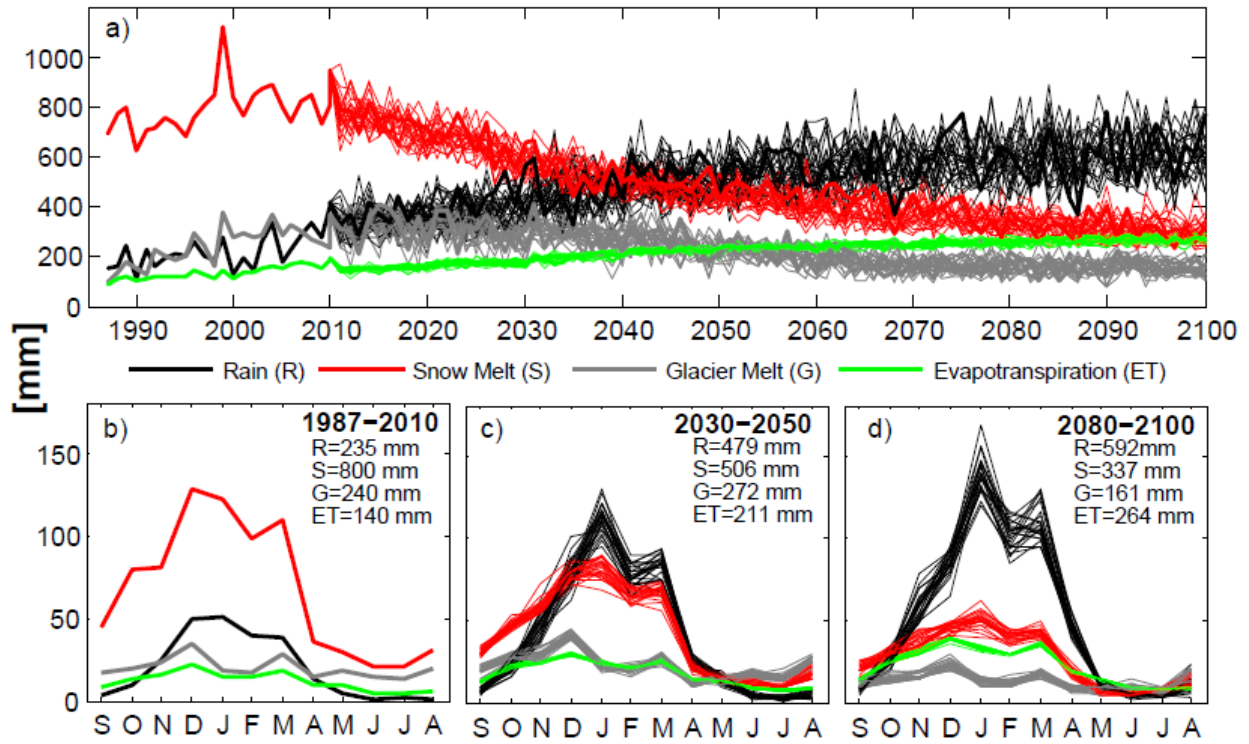 a)
1000
800
600
400
200
0
1990 2000 2010 2020 2030 2040 2050 2060 2070 2080 2090 2100
[mm]
Rain (R) Snow Melt (S) Glacier Melt (G) Evapotranspiration (ET)
b)
1987-2010
R=235 mm
S=800 mm
G=240 mm
ET=140 mm
150
100
50
0
S O N D J F M A M J J A
c)
2030-2050
R=479 mm
S=506 mm
G=272 mm
ET=211 mm
S O N D J F M A M J J A
d)
2080-2100
R=592mm
S=337 mm
G=161 mm
ET=264 mm
S O N D J F M A M J J A